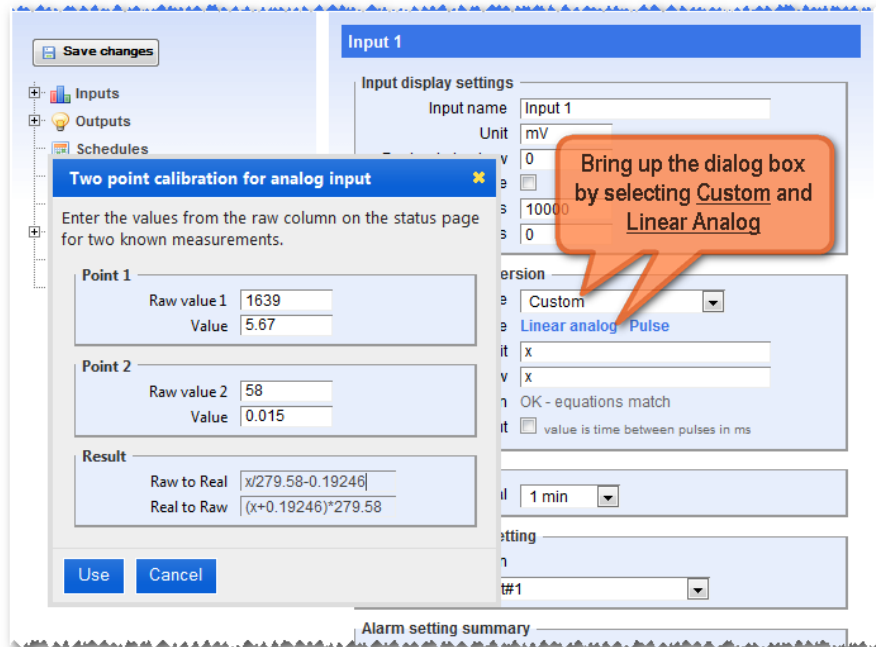 Save changes
Inputs
Outputs
Schedules
Input 1
Input display settings
Input name Input 1
Unit mV
0
10000
0
Bring up the dialog box
by selecting Custom and
Linear Analog
Two point calibration for analog input
Enter the values from the raw column on the status page
for two known measurements.
Point 1
Raw value 1 1639
Value 5.67
Point 2
Raw value 2 58
Value 0.015
Result
Raw to Real x/279.58-0.19246
Real to Raw (x+0.19246)*279.58
Use Cancel
Custom
Linear analog Pulse
x
x
OK - equations match
value is time between pulses in ms
1 min
Alarm setting summary